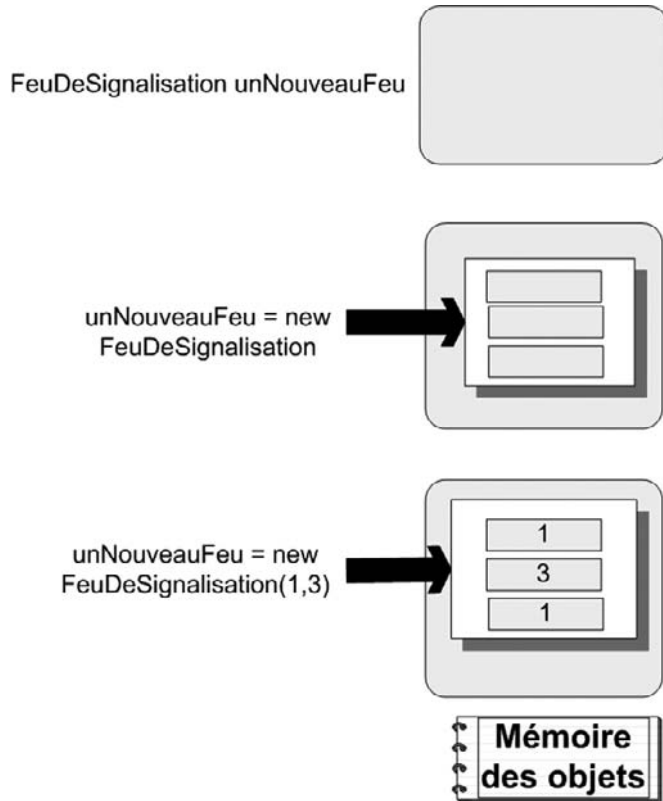 FeuDeSignalisation unNouveauFeu
unNouveauFeu = new
FeuDeSignalisation
unNouveauFeu = new
FeuDeSignalisation(1,3)
1
3
1
Mémoire
des objets